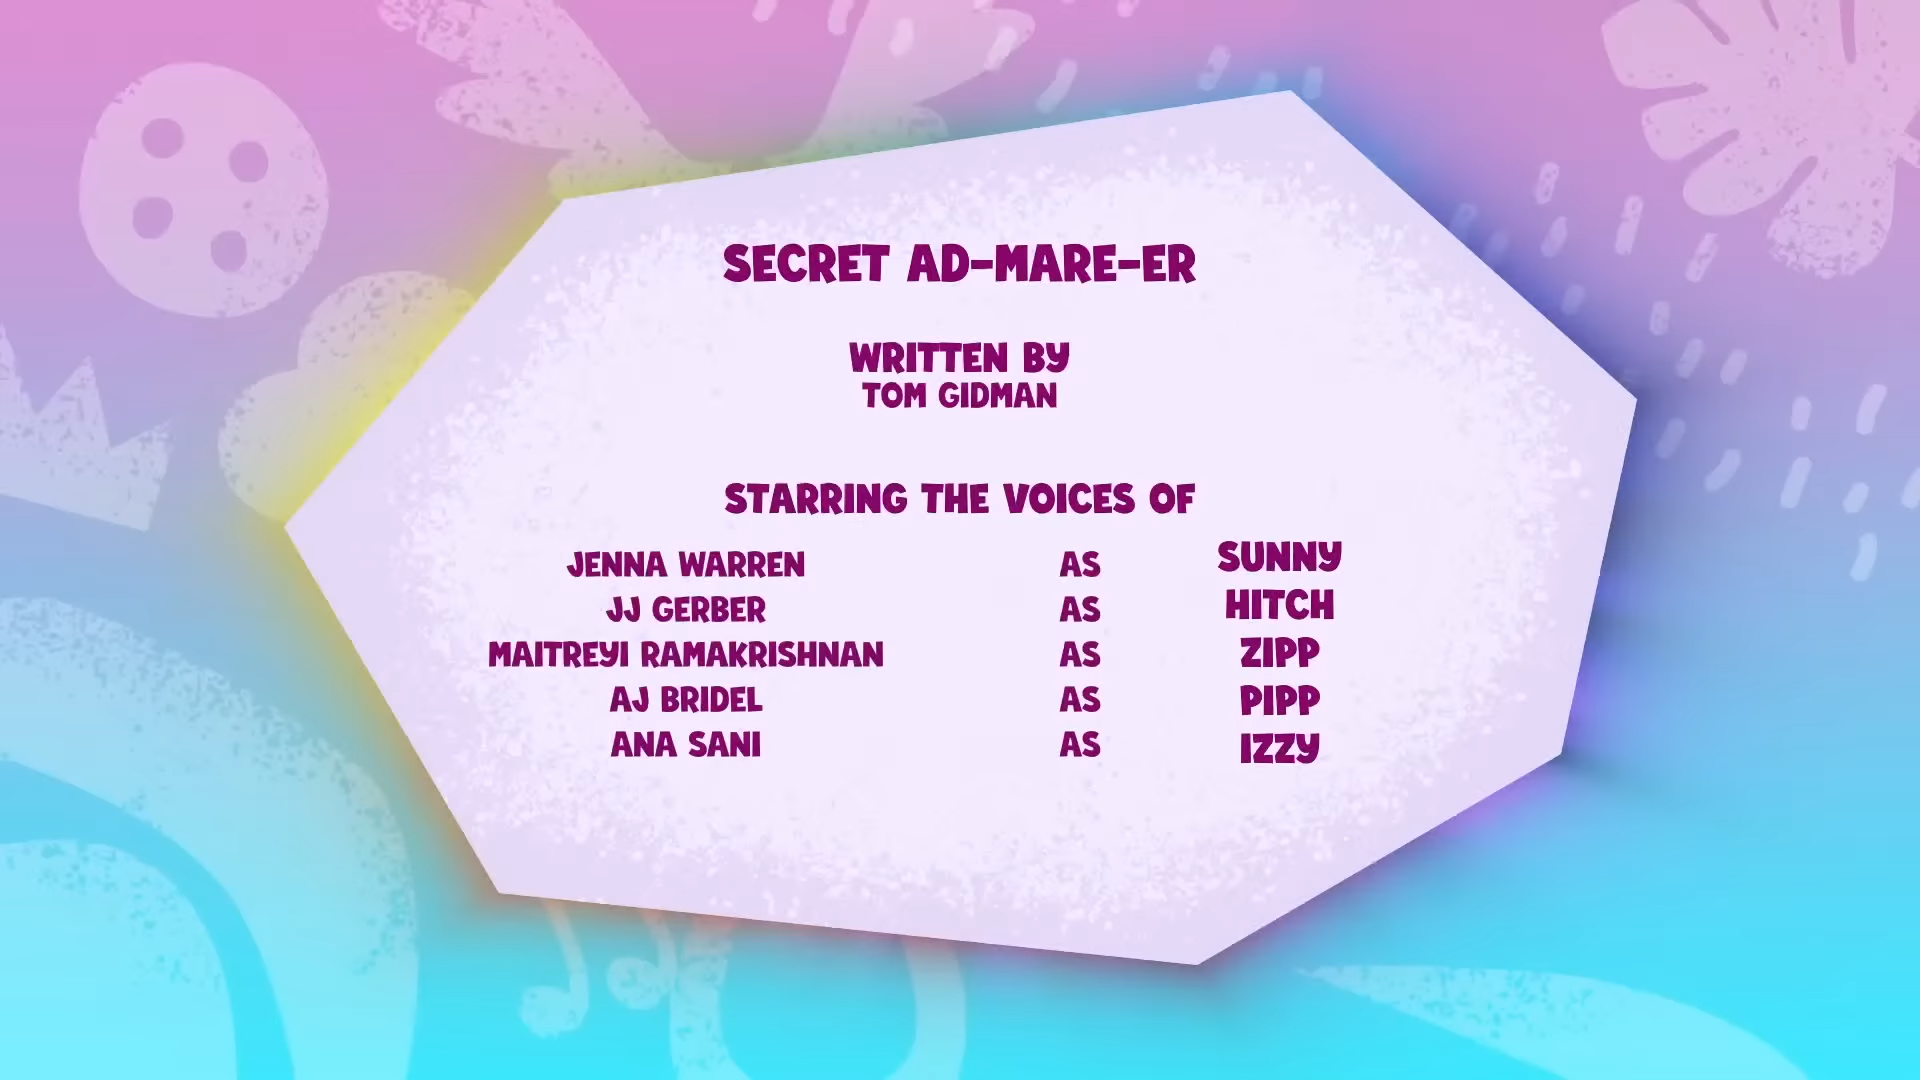 SECRET AD-MARE-ER
WRITTEN BY
TOM GIDMAN
STARRING THE VOICES OF
JENNA WARREN AS SUNNY
JJ GERBER AS HITCH
MAITREYI RAMAKRISHNAN AS ZIPP
AJ BRIDEL AS PIPP
ANA SANI AS IZZY